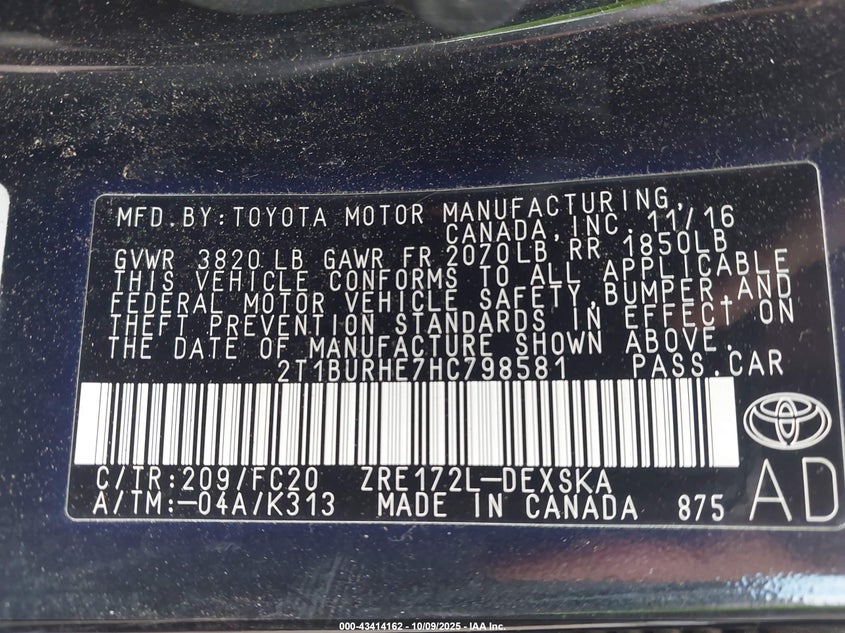 MFD.BY:TOYOTA MOTOR MANUFACTURING,
CANADA, INC. 11/16
GVWR 3820 LB GAWR FR 2070LB, RR 1850LB
THIS VEHICLE CONFORMS TO ALL APPLICABLE
FEDERAL MOTOR VEHICLE SAFETY,BUMPER,AND
THEFT PREVENTION STANDARDS IN EFFECT ON
THE DATE OF MANUFACTURE SHOWN ABOVE.
2T1BURHE7HC798581 PASS.CAR
C/TR:209/FC20 ZRE172L-DEXSKA
A/TM:-04A/K313 MADE IN CANADA 875
AD
000-43414162 - 10/09/2025 - IAA Inc.